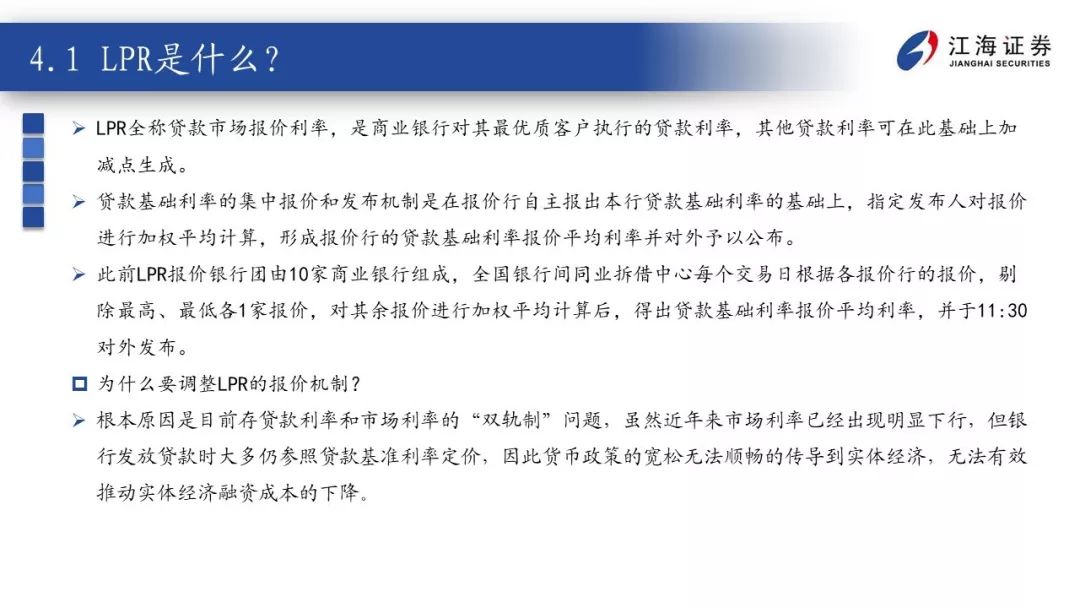 4.1 LPR是什么？
江海证券
JIANGHAI SECURITIES
LPR全称贷款市场报价利率，是商业银行对其最优质客户执行的贷款利率，其他贷款利率可在此基础上加
减点生成。
贷款基础利率的集中报价和发布机制是在报价行自主报出本行贷款基础利率的基础上，指定发布人对报价
进行加权平均计算，形成报价行的贷款基础利率报价平均利率并对外予以公布。
此前LPR报价银行团由10家商业银行组成，全国银行间同业拆借中心每个交易日根据各报价行的报价，剔
除最高、最低各1家报价，对其余报价进行加权平均计算后，得出贷款基础利率报价平均利率，并于11:30
对外发布。
为什么要调整LPR的报价机制？
根本原因是目前存贷款利率和市场利率的“双轨制”问题，虽然近年来市场利率已经出现明显下行，但银
行发放贷款时大多仍参照贷款基准利率定价，因此货币政策的宽松无法顺畅的传导到实体经济，无法有效
推动实体经济融资成本的下降。